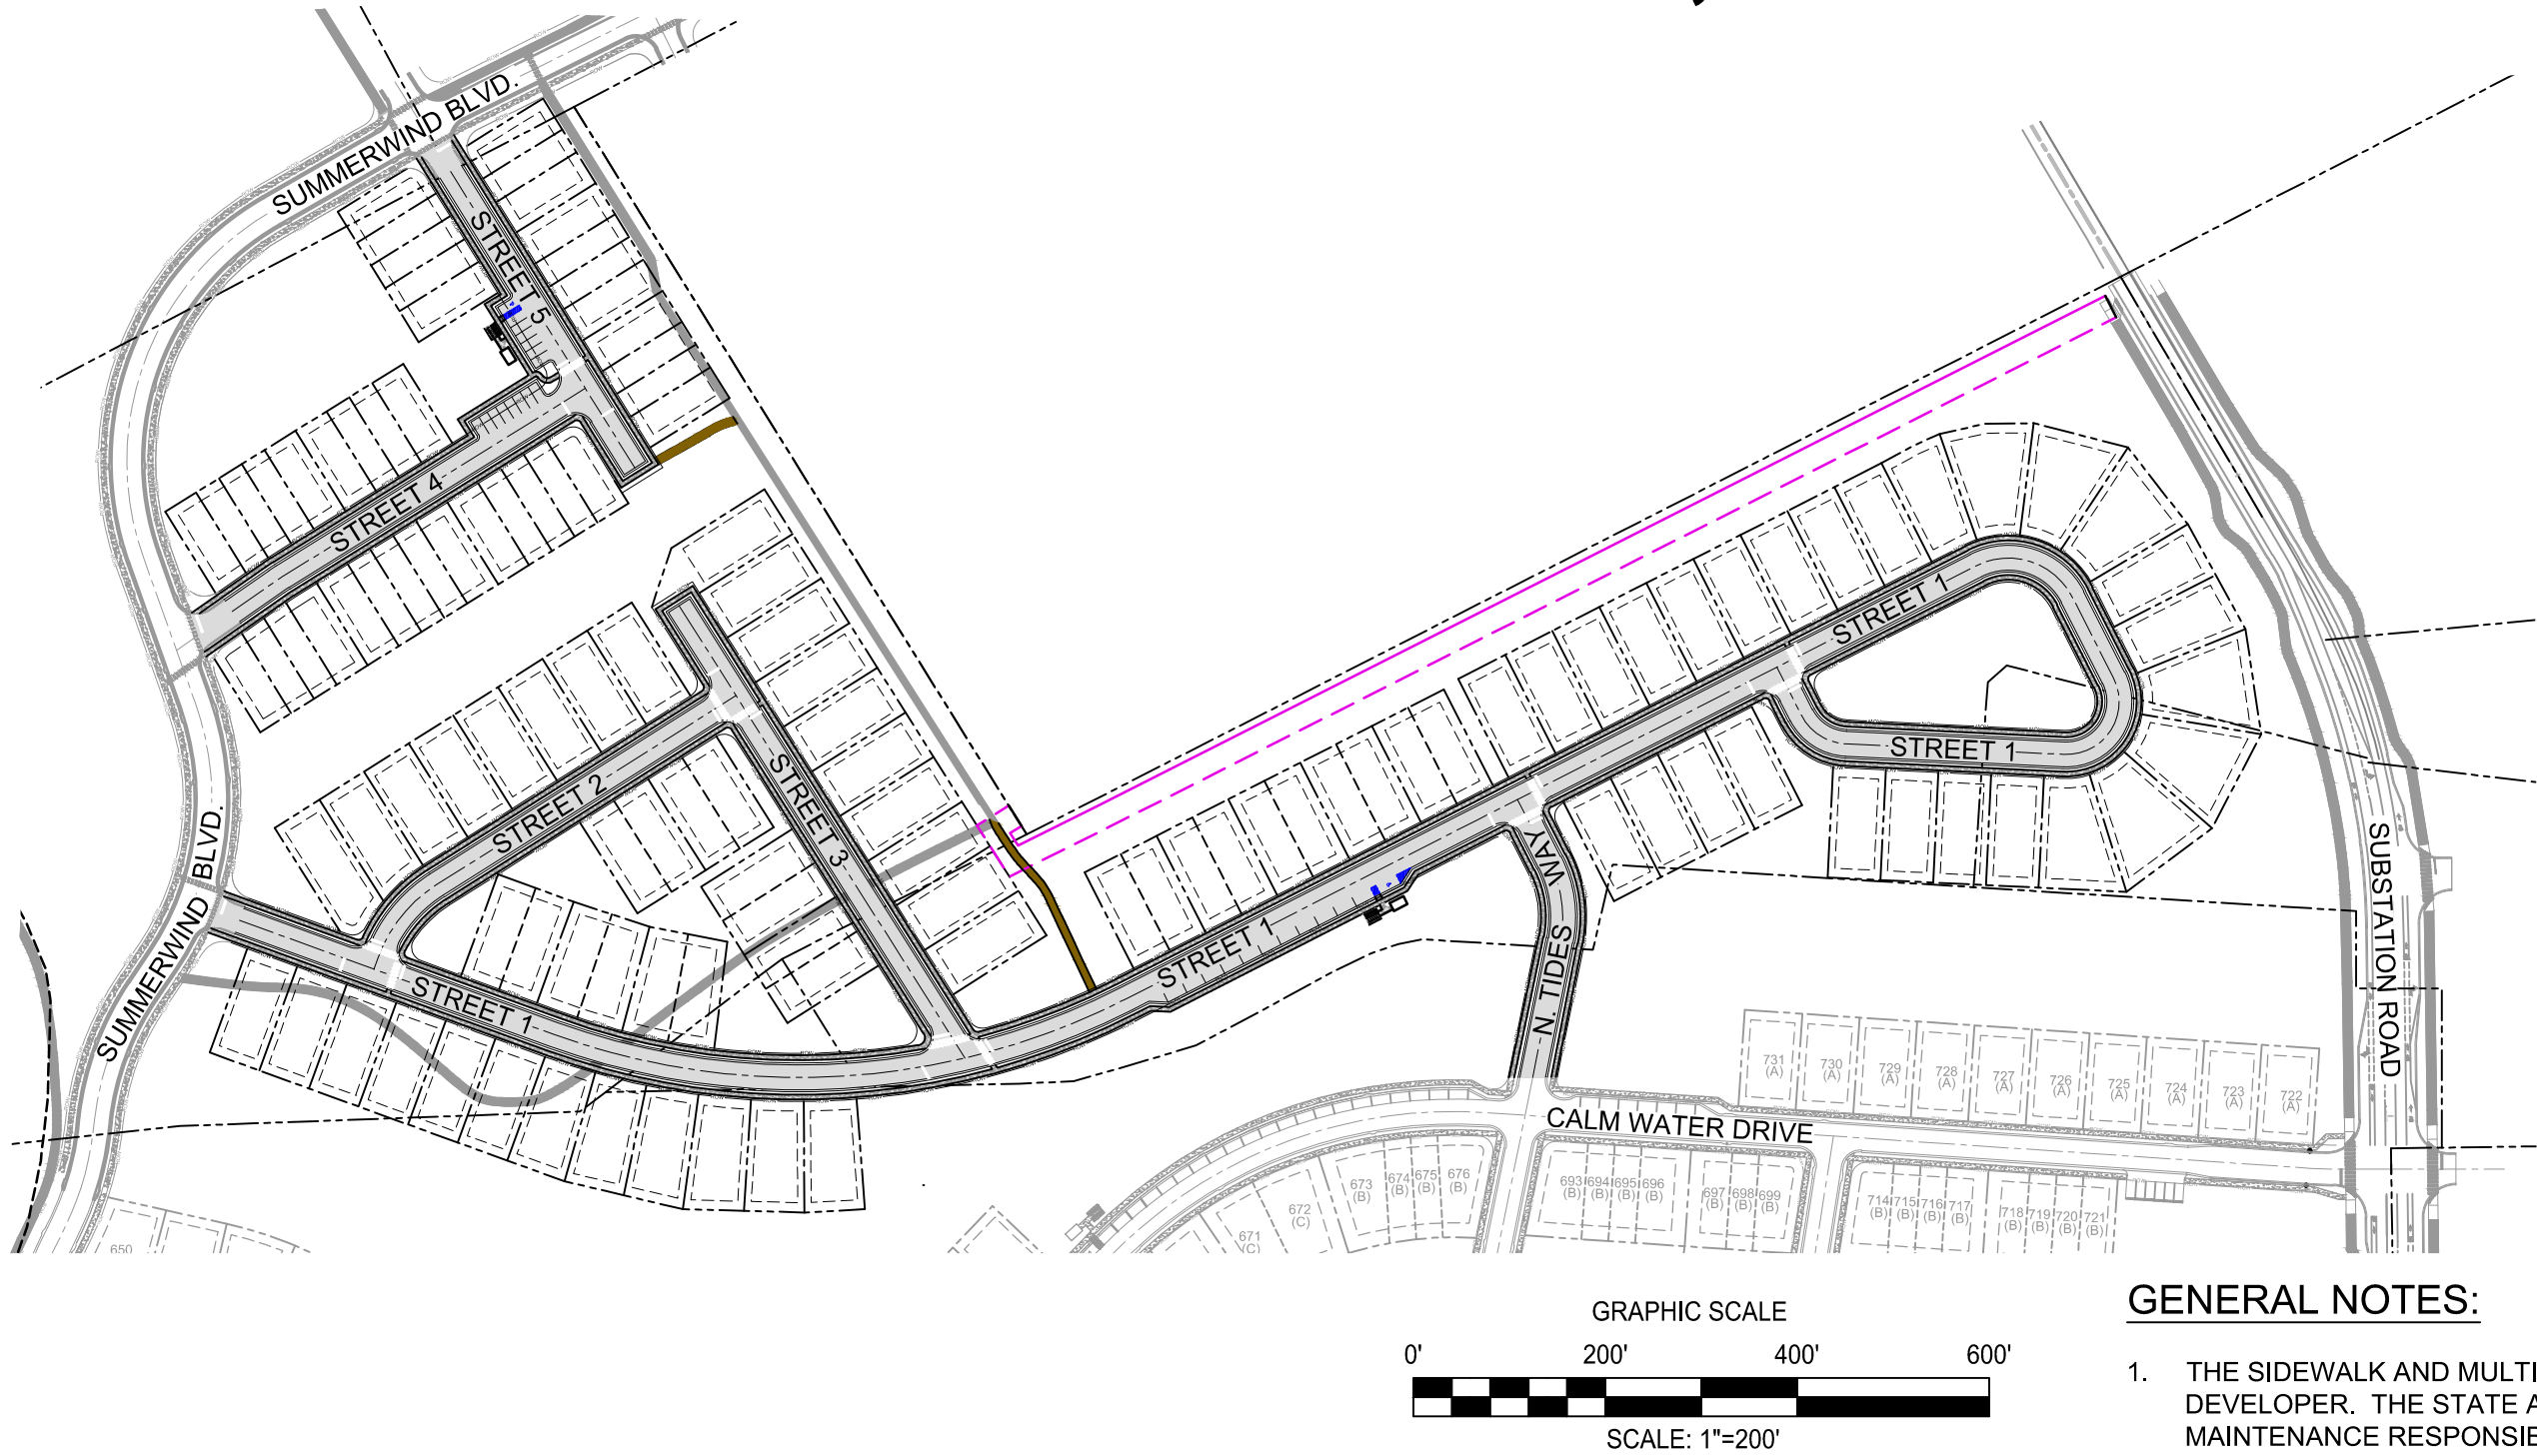 SUMMERWIND BLVD.
STREET 5
STREET 4
STREET 1
STREET 2
STREET 3
STREET 1
SUMMERWIND BLVD.
SUBSTATION ROAD
WAY
N. TIDES
STREET 1
STREET 1
731 (A)
730 (A)
729 (A)
728 (A)
727 (A)
726 (A)
725 (A)
724 (A)
723 (A)
722 (A)
CALM WATER DRIVE
673 (B)
674 (B)
675 (B)
676 (B)
693 (B)
694 (B)
695 (B)
696 (B)
697 (B)
698 (B)
699 (B)
714 (B)
715 (B)
716 (B)
717 (B)
718 (B)
719 (B)
720 (B)
721 (B)
672 (C)
671 (C)
650
GRAPHIC SCALE
0' 200' 400' 600'
SCALE: 1"=200'
GENERAL NOTES:
1. THE SIDEWALK AND MULTI
DEVELOPER. THE STATE A
MAINTENANCE RESPONSIB